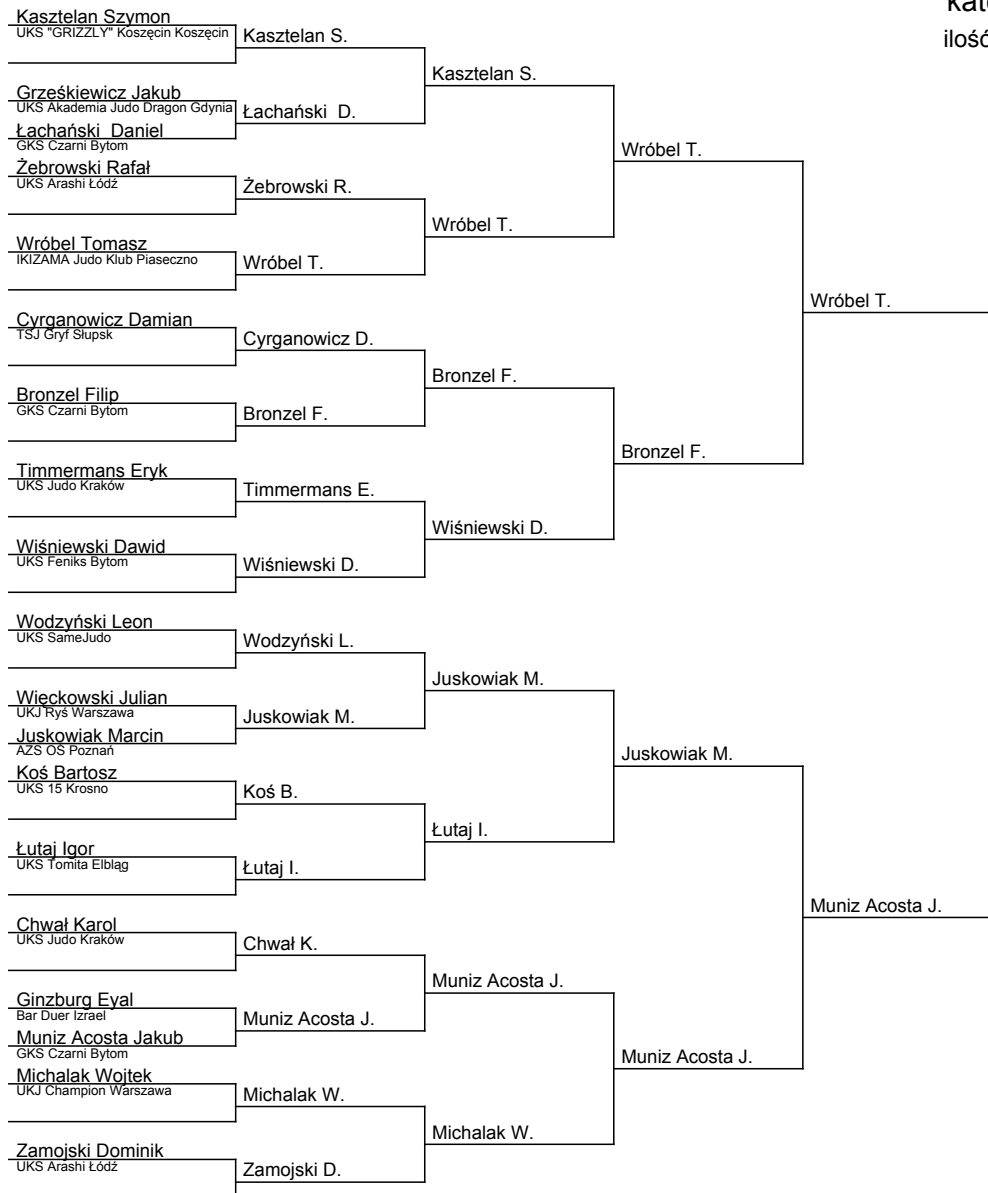 kat
ilość
Kasztelan Szymon
UKS "GRIZZLY" Koszęcin Koszęcin
Grześkiewicz Jakub
UKS Akademia Judo Dragon Gdynia
Łachański  Daniel
GKS Czarni Bytom
Żebrowski Rafał
UKS Arashi Łódź
Wróbel Tomasz
IKIZAMA Judo Klub Piaseczno
Cyrganowicz Damian
TSJ Gryf Słupsk
Bronzel Filip
GKS Czarni Bytom
Timmermans Eryk
UKS Judo Kraków
Wiśniewski Dawid
UKS Feniks Bytom
Wodzyński Leon
UKS SameJudo
Więckowski Julian
UKJ Ryś Warszawa
Juskowiak Marcin
AZS OŚ Poznań
Koś Bartosz
UKS 15 Krosno
Łutaj Igor
UKS Tomita Elbląg
Chwał Karol
UKS Judo Kraków
Ginzburg Eyal
Bar Duer Izrael
Muniz Acosta Jakub
GKS Czarni Bytom
Michalak Wojtek
UKJ Champion Warszawa
Zamojski Dominik
UKS Arashi Łódź
Kasztelan S.
Łachański  D.
Żebrowski R.
Wróbel T.
Cyrganowicz D.
Bronzel F.
Timmermans E.
Wiśniewski D.
Wodzyński L.
Juskowiak M.
Koś B.
Łutaj I.
Chwał K.
Muniz Acosta J.
Michalak W.
Zamojski D.
Kasztelan S.
Wróbel T.
Bronzel F.
Wiśniewski D.
Juskowiak M.
Łutaj I.
Muniz Acosta J.
Michalak W.
Wróbel T.
Bronzel F.
Juskowiak M.
Muniz Acosta J.
Wróbel T.
Muniz Acosta J.